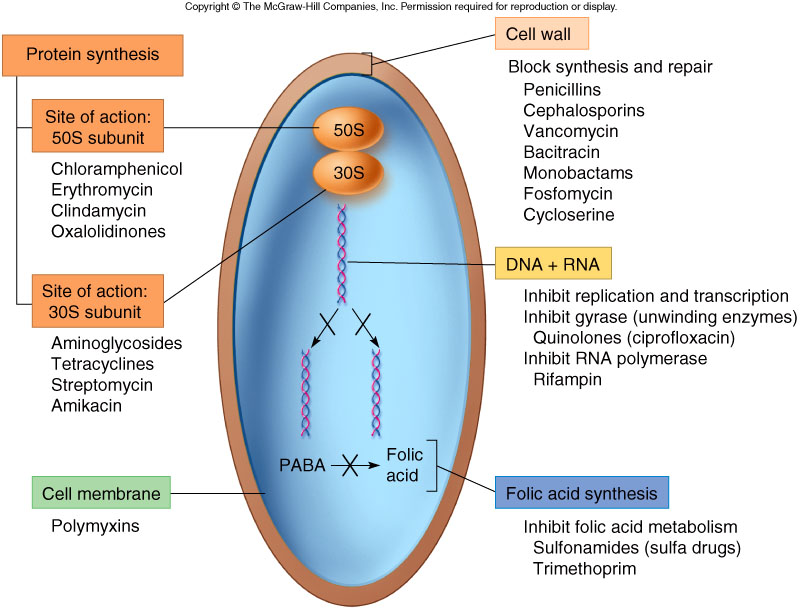 Copyright © The McGraw-Hill Companies, Inc. Permission required for reproduction or display.
Protein synthesis
Site of action:
50S subunit
Chloramphenicol
Erythromycin
Clindamycin
Oxalolidinones
Site of action:
30S subunit
Aminoglycosides
Tetracyclines
Streptomycin
Amikacin
Cell membrane
Polymyxins
50S
30S
PABA
Folic
acid
Cell wall
Block synthesis and repair
Penicillins
Cephalosporins
Vancomycin
Bacitracin
Monobactams
Fosfomycin
Cycloserine
DNA + RNA
Inhibit replication and transcription
Inhibit gyrase (unwinding enzymes)
Quinolones (ciprofloxacin)
Inhibit RNA polymerase
Rifampin
Folic acid synthesis
Inhibit folic acid metabolism
Sulfonamides (sulfa drugs)
Trimethoprim